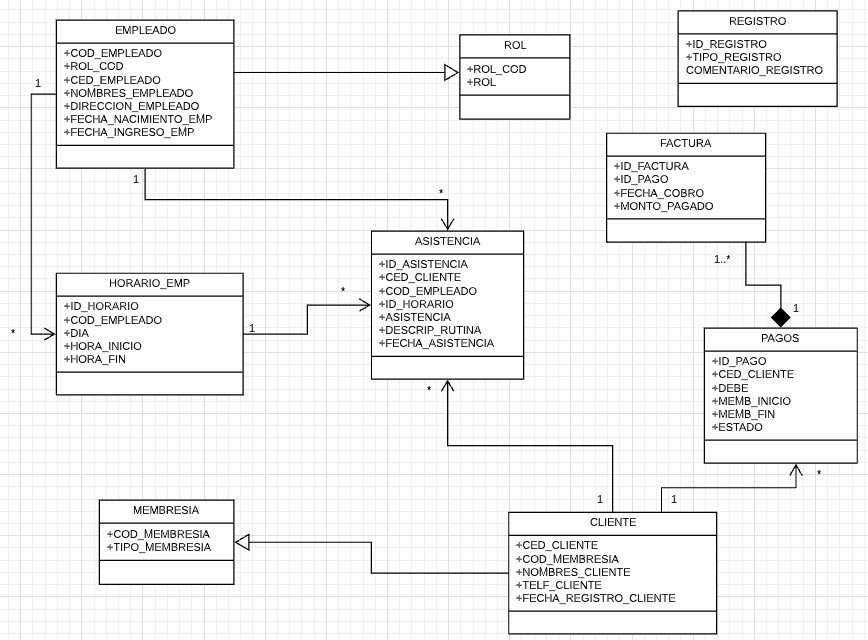 EMPLEADO
+COD_EMPLEADO
+ROL_COD
+CED_EMPLEADO
+NOMBRES_EMPLEADO
+DIRECCION_EMPLEADO
+FECHA_NACIMIENTO_EMP
+FECHA_INGRESO_EMP
ROL
+ROL_COD
+ROL
REGISTRO
+ID_REGISTRO
+TIPO_REGISTRO
COMENTARIO_REGISTRO
1
FACTURA
+ID_FACTURA
+ID_PAGO
+FECHA_COBRO
+MONTO_PAGADO
1
*
ASISTENCIA
+ID_ASISTENCIA
+CED_CLIENTE
+COD_EMPLEADO
+ID_HORARIO
+ASISTENCIA
+DESCRIP_RUTINA
+FECHA_ASISTENCIA
1..*
HORARIO_EMP
+ID_HORARIO
+COD_EMPLEADO
+DIA
+HORA_INICIO
+HORA_FIN
*
1
*
1
PAGOS
+ID_PAGO
+CED_CLIENTE
+DEBE
+MEMB_INICIO
+MEMB_FIN
+ESTADO
*
*
1
1
MEMBRESIA
+COD_MEMBRESIA
+TIPO_MEMBRESIA
CLIENTE
+CED_CLIENTE
+COD_MEMBRESIA
+NOMBRES_CLIENTE
+TELF_CLIENTE
+FECHA_REGISTRO_CLIENTE